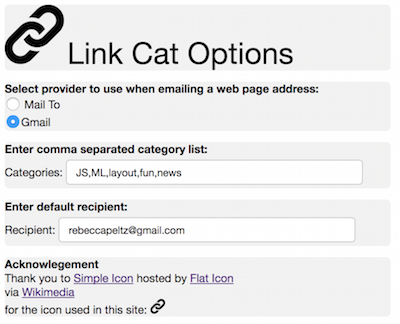 Link Cat Options
Select provider to use when emailing a web page address:
Mail To
Gmail
Enter comma separated category list:
Categories: JS,ML,layout,fun,news
Enter default recipient:
Recipient: rebeccapeltz@gmail.com
Acknowlegement
Thank you to Simple Icon hosted by Flat Icon
via Wikimedia
for the icon used in this site: